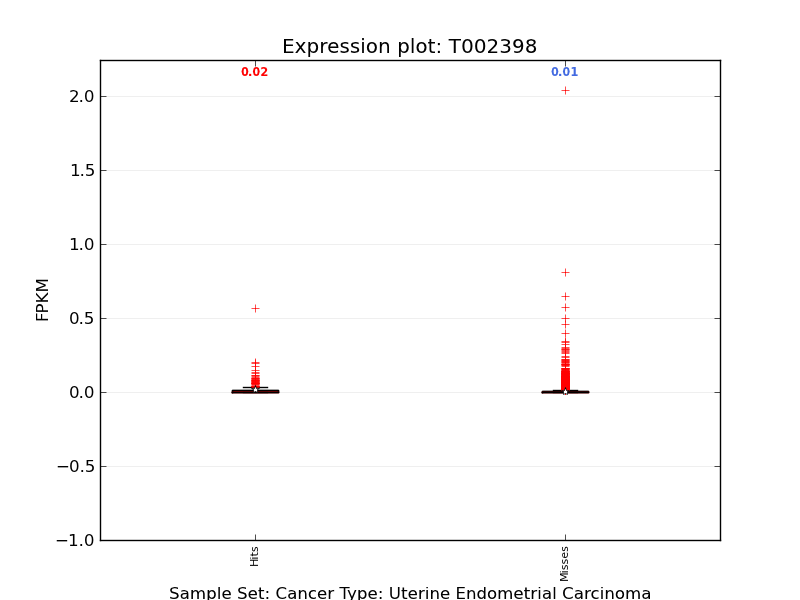 Expression plot: T002398
0.02
0.01
2.0
1.5
1.0
0.5
0.0
−0.5
−1.0
FPKM
Hits
Misses
Sample Set: Cancer Type: Uterine Endometrial Carcinoma